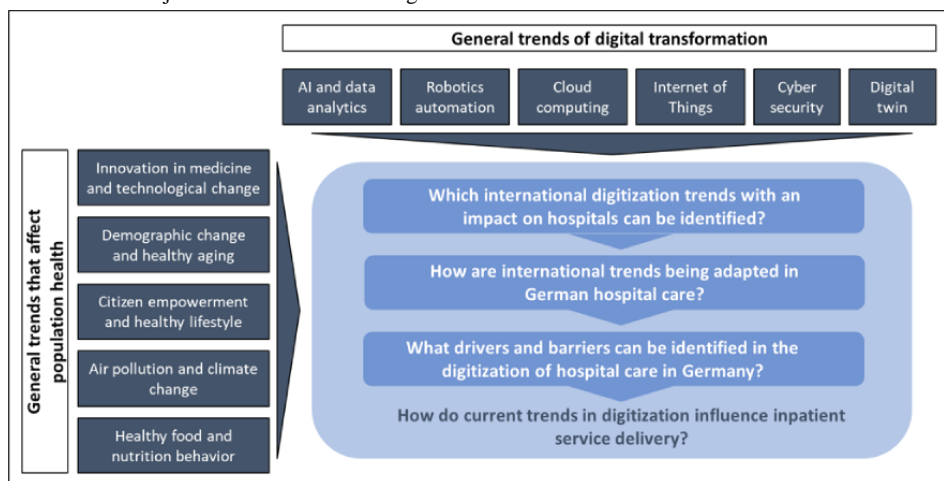 General trends of digital transformation
AI and data
analytics
Robotics
automation
Cloud
computing
Internet of
Things
Cyber
security
Digital
twin
General trends that affect
population health
Innovation in medicine
and technological change
Demographic change
and healthy aging
Citizen empowerment
and healthy lifestyle
Air pollution and climate
change
Healthy food and
nutrition behavior
Which international digitization trends with an
impact on hospitals can be identified?
How are international trends being adapted in
German hospital care?
What drivers and barriers can be identified in the
digitization of hospital care in Germany?
How do current trends in digitization influence inpatient
service delivery?